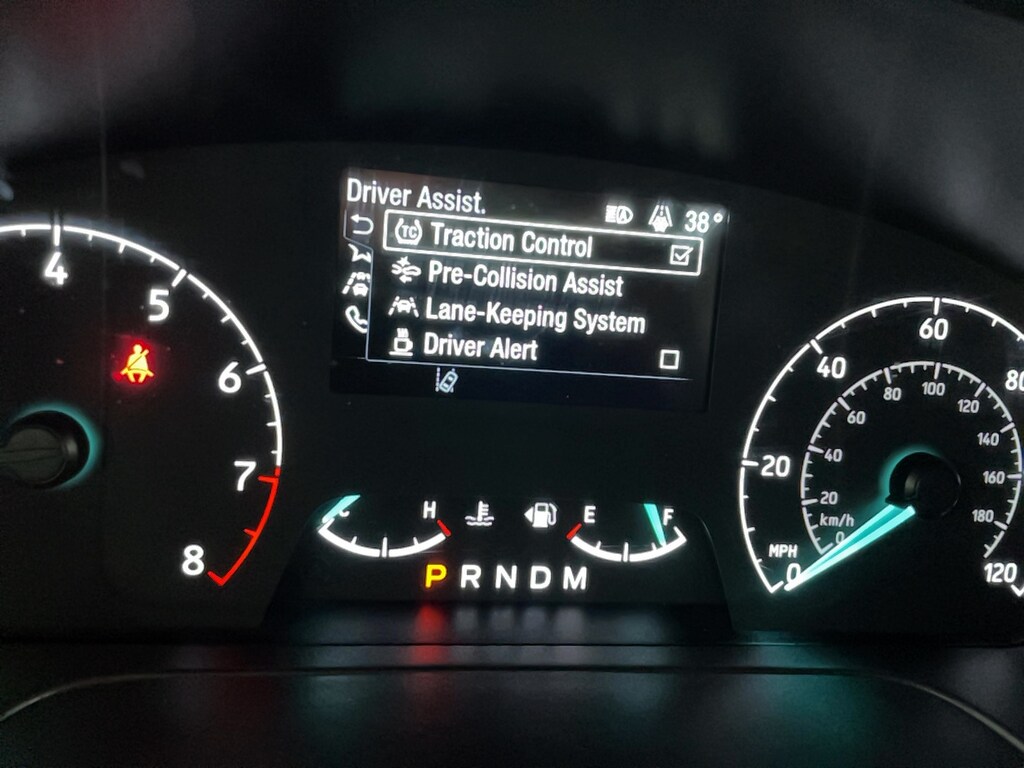 Driver Assist.
38°
TC Traction Control
Pre-Collision Assist
Lane-Keeping System
Driver Alert
4
5
6
7
8
H
E
F
P R N D M
20
40
60
80
120
MPH
0
20
40
60
80
100
120
140
160
180
km/h
0